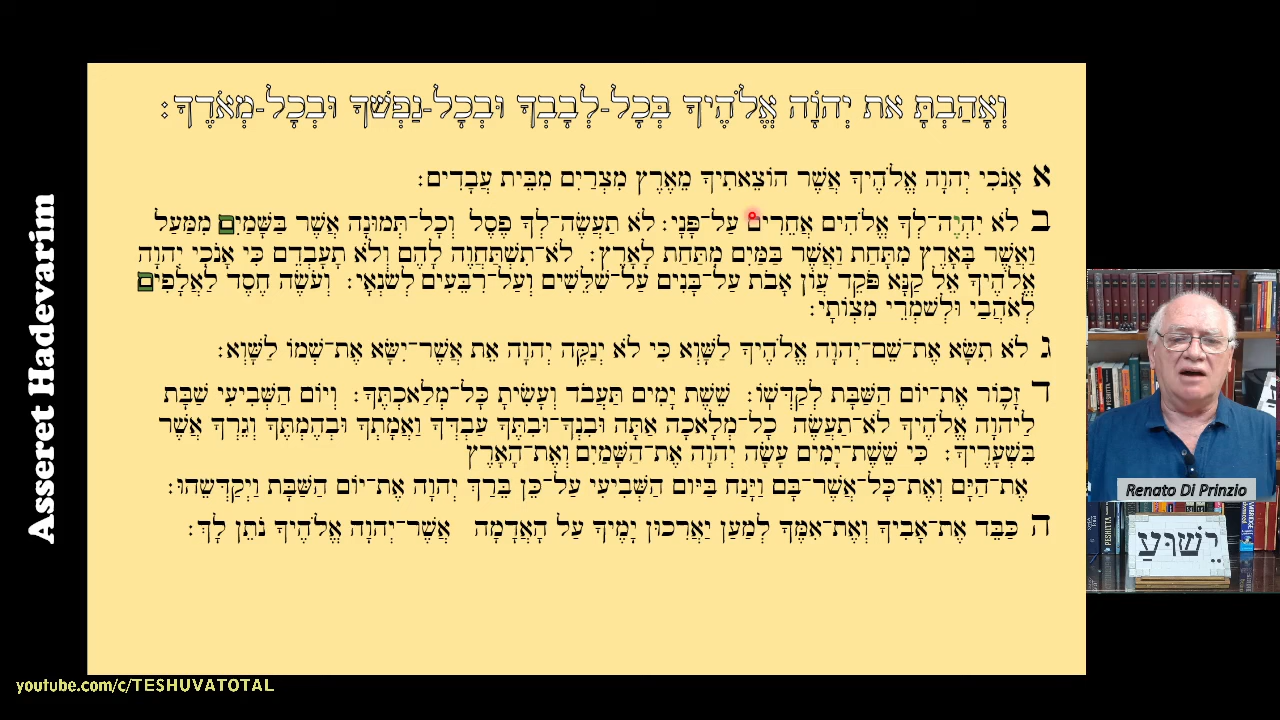 וְאָהַבְתָּ את יְהֹוָה אֱלֹהֶיךָ בְּכָל-לְבָבְךָ וּבְכָל-נַפְשְׁךָ וּבְכָל-מְאֹדֶךָ:
א אָנֹכִי יְהוָה אֱלֹהֶיךָ אֲשֶׁר הוֹצֵאתִיךָ מֵאֶרֶץ מִצְרַיִם מִבֵּית עֲבָדִים:
ב לֹא יִהְיֶה־לְךָ אֱלֹהִים אֲחֵרִים עַל־פָּנָי: לֹא תַעֲשֶׂה־לְךָ פֶסֶל וְכָל־תְּמוּנָה אֲשֶׁר בַּשָּׁמַיִם מִמַּעַל
וַאֲשֶׁר בָּאָרֶץ מִתָּחַת וַאֲשֶׁר בַּמַּיִם מִתַּחַת לָאָרֶץ: לֹא־תִשְׁתַּחֲוֶה לָהֶם וְלֹא תָעָבְדֵם כִּי אָנֹכִי יְהוָה
אֱלֹהֶיךָ אֵל קַנָּא פֹּקֵד עֲוֹן אָבֹת עַל־בָּנִים עַל־שִׁלֵּשִׁים וְעַל־רִבֵּעִים לְשֹׂנְאָי: וְעֹשֶׂה חֶסֶד לַאֲלָפִים
לְאֹהֲבַי וּלְשֹׁמְרֵי מִצְוֹתָי:
ג לֹא תִשָּׂא אֶת־שֵׁם־יְהוָה אֱלֹהֶיךָ לַשָּׁוְא כִּי לֹא יְנַקֶּה יְהוָה אֵת אֲשֶׁר־יִשָּׂא אֶת־שְׁמוֹ לַשָּׁוְא:
ד זָכוֹר אֶת־יוֹם הַשַּׁבָּת לְקַדְּשׁוֹ: שֵׁשֶׁת יָמִים תַּעֲבֹד וְעָשִׂיתָ כָּל־מְלַאכְתֶּךָ: וְיוֹם הַשְּׁבִיעִי שַׁבָּת
לַיהוָה אֱלֹהֶיךָ לֹא־תַעֲשֶׂה כָל־מְלָאכָה אַתָּה וּבִנְךָ־וּבִתֶּךָ עַבְדְּךָ וַאֲמָתְךָ וּבְהֶמְתֶּךָ וְגֵרְךָ אֲשֶׁר
בִּשְׁעָרֶיךָ: כִּי שֵׁשֶׁת־יָמִים עָשָׂה יְהוָה אֶת־הַשָּׁמַיִם וְאֶת־הָאָרֶץ
אֶת־הַיָּם וְאֶת־כָּל־אֲשֶׁר־בָּם וַיָּנַח בַּיּוֹם הַשְּׁבִיעִי עַל־כֵּן בֵּרַךְ יְהוָה אֶת־יוֹם הַשַּׁבָּת וַיְקַדְּשֵׁהוּ:
ה כַּבֵּד אֶת־אָבִיךָ וְאֶת־אִמֶּךָ לְמַעַן יַאֲרִכוּן יָמֶיךָ עַל הָאֲדָמָה אֲשֶׁר־יְהוָה אֱלֹהֶיךָ נֹתֵן לָךְ:
Asseret Hadevarim
Renato Di Prinzio
יֵשׁוּעַ
youtube.com/c/TESHUVATOTAL